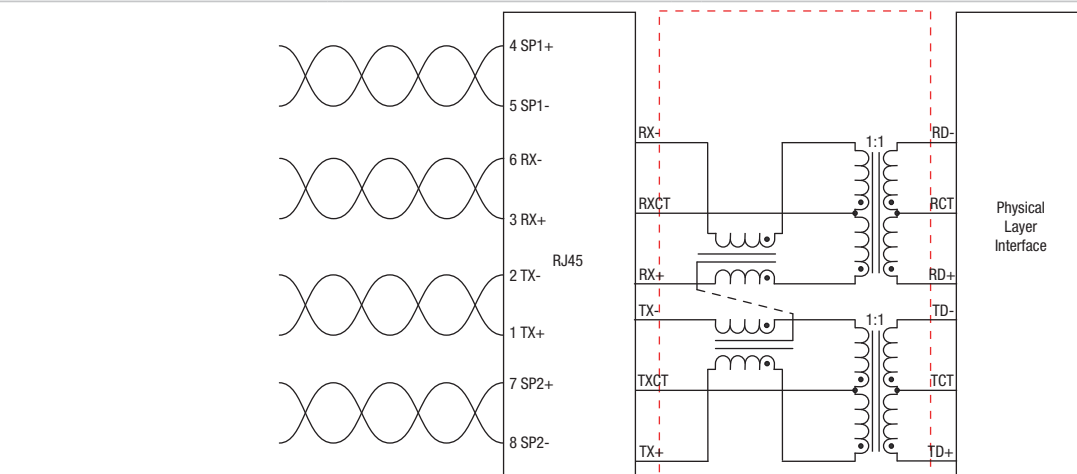 4 SP1+
5 SP1-
6 RX-
3 RX+
2 TX-
1 TX+
7 SP2+
8 SP2-
RJ45
RX-
RXCT
RX+
TX-
TXCT
TX+
1:1
1:1
RD-
RCT
RD+
TD-
TCT
TD+
Physical
Layer
Interface